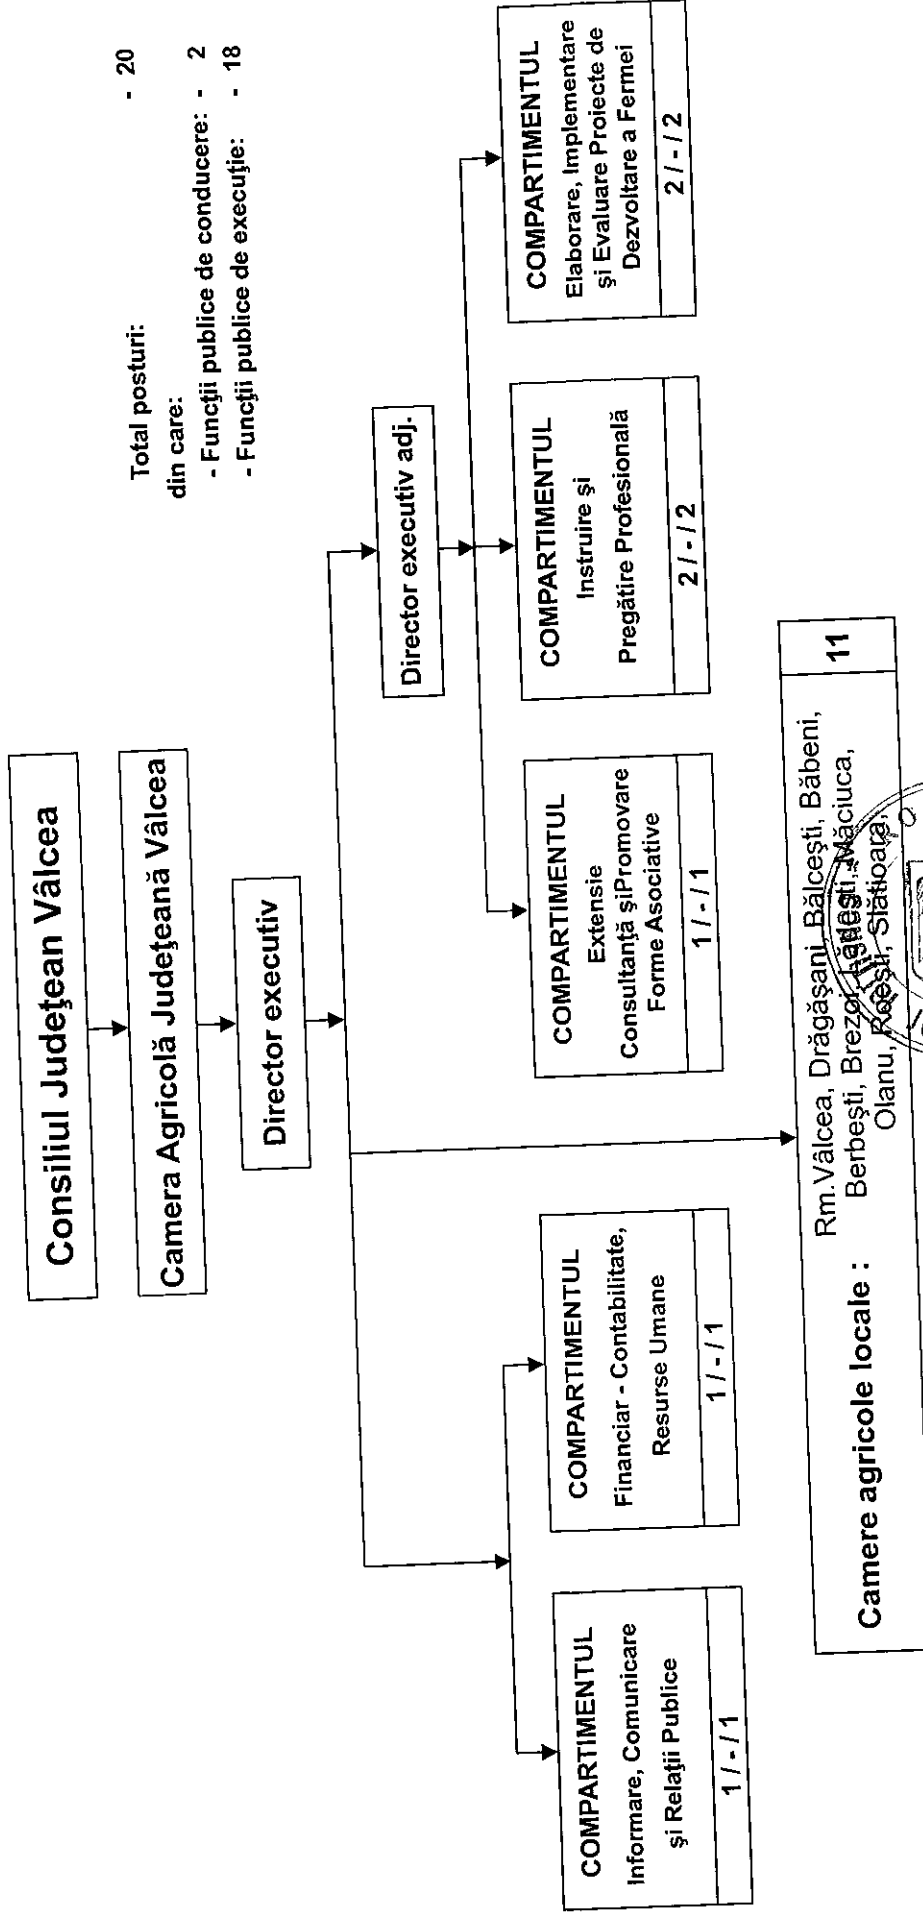 Consiliul Judeţean Vâlcea
Camera Agricolă Judeţeană Vâlcea
Director executiv
Total posturi: - 20
din care:
- Funcţii publice de conducere: - 2
- Funcţii publice de execuţie: - 18
Director executiv adj.
COMPARTIMENTUL
Informare, Comunicare
şi Relaţii Publice
1 / - / 1
COMPARTIMENTUL
Financiar - Contabilitate,
Resurse Umane
1 / - / 1
COMPARTIMENTUL
Extensie
Consultanţă şiPromovare
Forme Asociative
1 / - / 1
COMPARTIMENTUL
Instruire şi
Pregătire Profesională
2 / - / 2
COMPARTIMENTUL
Elaborare, Implementare
şi Evaluare Proiecte de
Dezvoltare a Fermei
2 / - / 2
Camere agricole locale :
Rm.Vâlcea, Drăgăşani, Bălceşti, Băbeni,
Berbeşti, Brezoi, Măciuca,
Olanu, Roeşti, Slătioara,
11